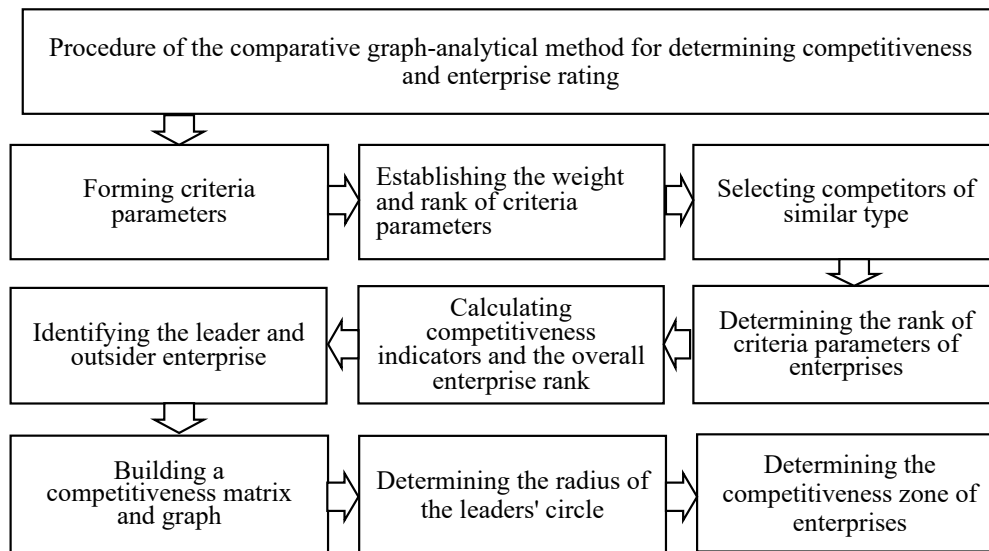 Procedure of the comparative graph-analytical method for determining competitiveness
and enterprise rating
Forming criteria
parameters
Establishing the weight
and rank of criteria
parameters
Selecting competitors of
similar type
Identifying the leader and
outsider enterprise
Calculating
competitiveness
indicators and the overall
enterprise rank
Determining the rank of
criteria parameters of
enterprises
Building a
competitiveness matrix
and graph
Determining the radius of
the leaders' circle
Determining the
competitiveness zone of
enterprises